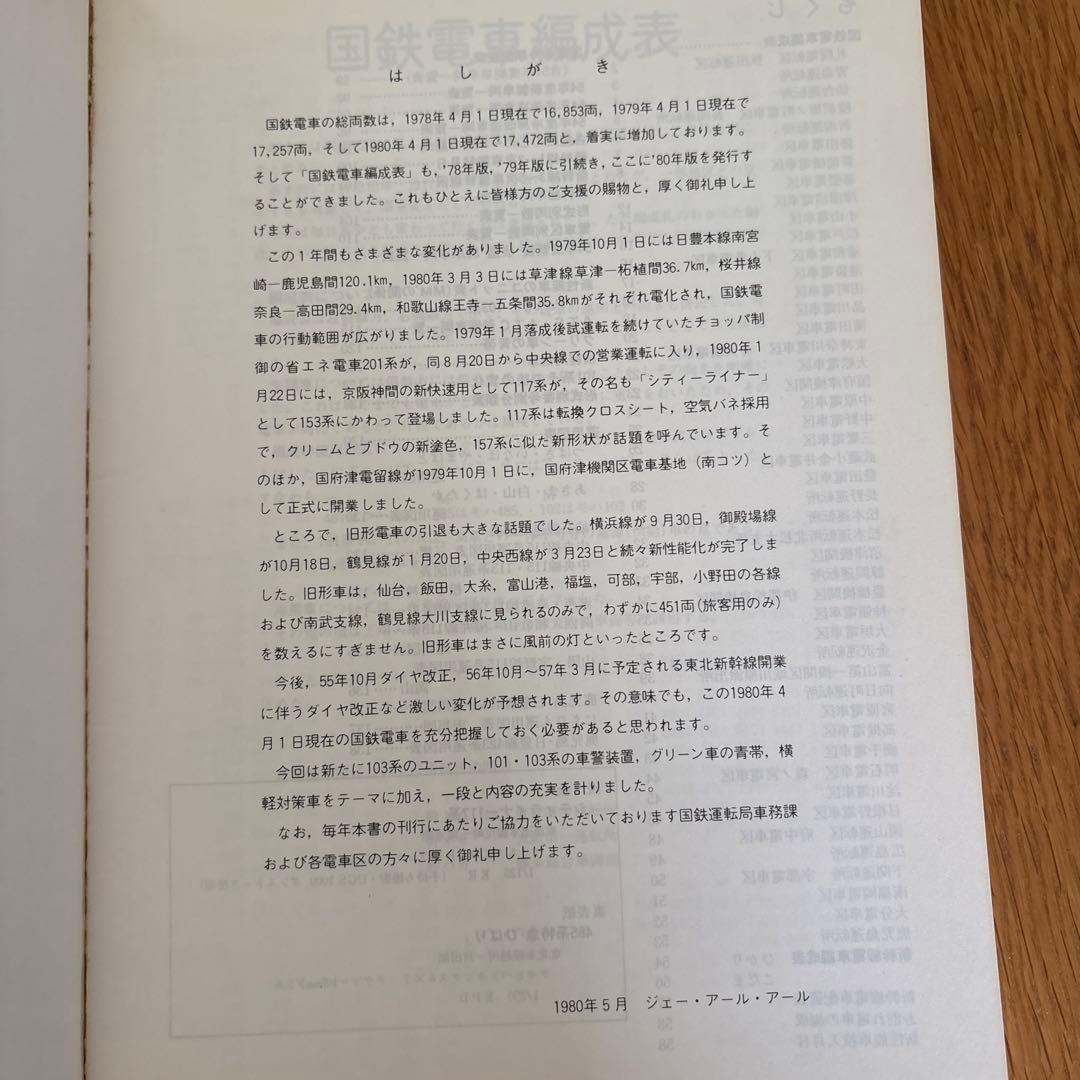 国鉄電車編成表
はしがき
国鉄電車の総両数は，1978年4月1日現在で16,853両，1979年4月1日現在で
17,257両，そして1980年4月1日現在で17,472両と，着実に増加しております。
そして「国鉄電車編成表」も，'78年版，'79年版に引続き，ここに'80年版を発行す
ることができました。これもひとえに皆様方のご支援の賜物と，厚く御礼申し上
げます。
この1年間もさまざまな変化がありました。1979年10月1日には日豊本線南宮
崎―鹿児島間120.1km，1980年3月3日には草津線草津―柘植間36.7km，桜井線
奈良―高田間29.4km，和歌山線王寺―五条間35.8kmがそれぞれ電化され，国鉄電
車の行動範囲が広がりました。1979年1月落成後試運転を続けていたチョッパ制
御の省エネ電車201系が，同8月20日から中央線での営業運転に入り，1980年1
月22日には，京阪神間の新快速用として117系が，その名も「シティーライナー」
として153系にかわって登場しました。117系は転換クロスシート，空気バネ採用
で，クリームとブドウの新塗色，157系に似た新形状が話題を呼んでいます。そ
のほか，国府津電留線が1979年10月1日に，国府津機関区電車基地（南コツ）と
して正式に開業しました。
ところで，旧形電車の引退も大きな話題でした。横浜線が9月30日，御殿場線
が10月18日，鶴見線が1月20日，中央西線が3月23日と続々新性能化が完了しま
した。旧形車は，仙台，飯田，大糸，富山港，福塩，可部，宇部，小野田の各線
および南武支線，鶴見線大川支線に見られるのみで，わずかに451両(旅客用のみ)
を数えるにすぎません。旧形車はまさに風前の灯といったところです。
今後，55年10月ダイヤ改正，56年10月～57年3月に予定される東北新幹線開業
に伴うダイヤ改正など激しい変化が予想されます。その意味でも，この1980年4
月1日現在の国鉄電車を充分把握しておく必要があると思われます。
今回は新たに103系のユニット，101・103系の車警装置，グリーン車の青帯，横
軽対策車をテーマに加え，一段と内容の充実を計りました。
なお，毎年本書の刊行にあたりご協力をいただいております国鉄運転局車務課
および各電車区の方々に厚く御礼申し上げます。
1980年5月　ジェー・アール・アール